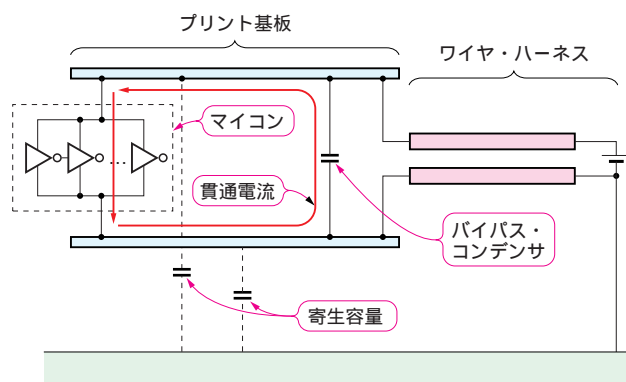 プリント基板
ワイヤ・ハーネス
マイコン
貫通電流
バイパス・
コンデンサ
寄生容量